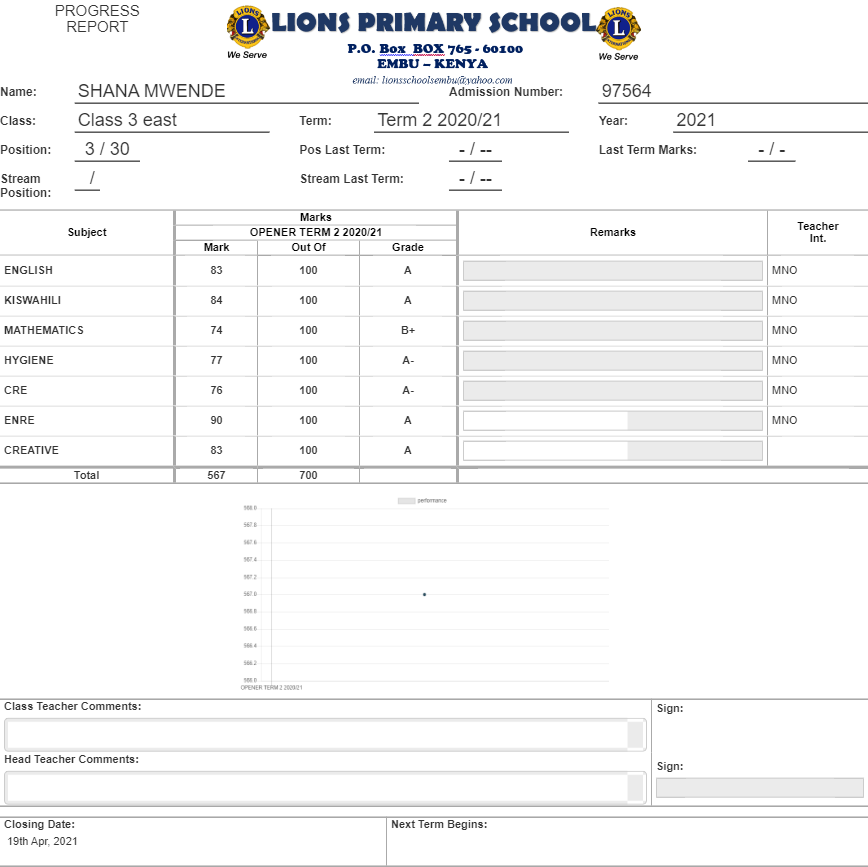 PROGRESS
REPORT
LIONS PRIMARY SCHOOL
We Serve
We Serve
P.O. Box BOX 765 - 60100
EMBU – KENYA
email: lionsschoolsembu@yahoo.com
Name: SHANA MWENDE Admission Number: 97564
Class: Class 3 east Term: Term 2 2020/21 Year: 2021
Position: 3 / 30 Pos Last Term: - / -- Last Term Marks: - / -
Stream Position: / Stream Last Term: - / --
Subject Marks Remarks Teacher Int.
OPENER TERM 2 2020/21
Mark Out Of Grade
ENGLISH 83 100 A MNO
KISWAHILI 84 100 A MNO
MATHEMATICS 74 100 B+ MNO
HYGIENE 77 100 A- MNO
CRE 76 100 A- MNO
ENRE 90 100 A MNO
CREATIVE 83 100 A
Total 567 700
performance
568.0
567.8
567.6
567.4
567.2
567.0
566.8
566.6
566.4
566.2
566.0
OPENER TERM 2 2020/21
Class Teacher Comments: Sign:
Head Teacher Comments: Sign:
Closing Date: Next Term Begins:
19th Apr, 2021